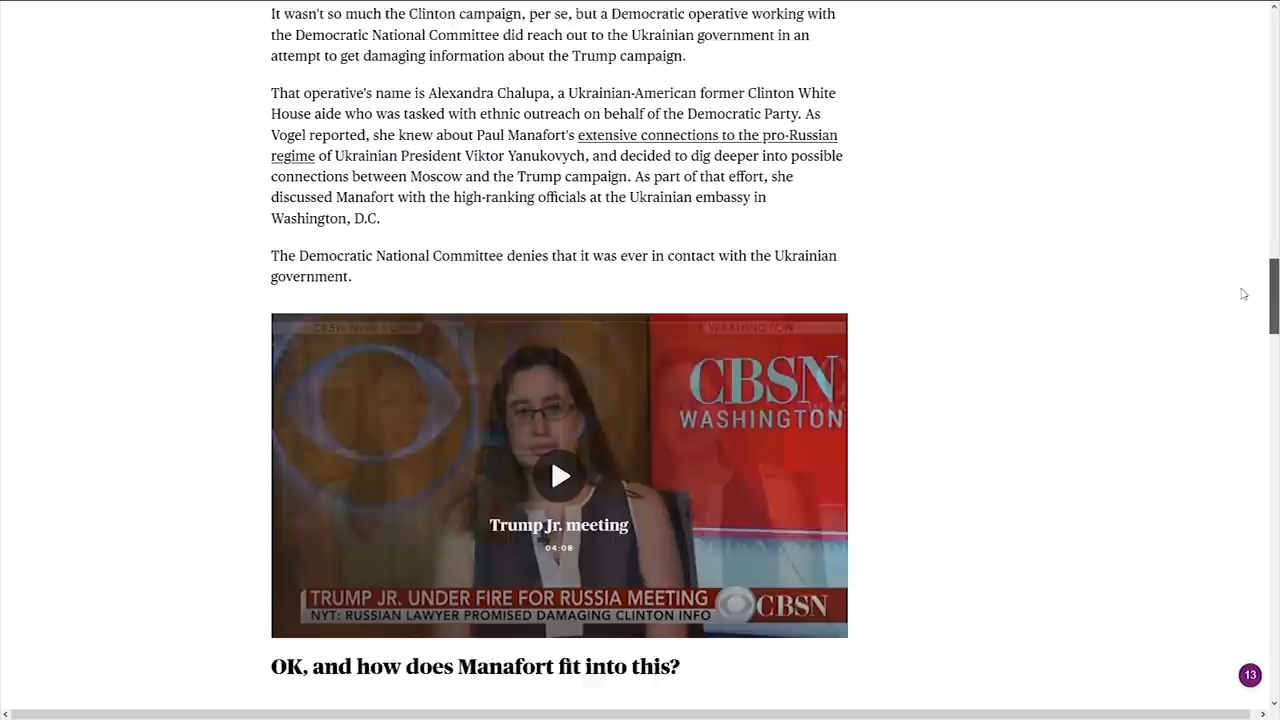 It wasn't so much the Clinton campaign, per se, but a Democratic operative working with
the Democratic National Committee did reach out to the Ukrainian government in an
attempt to get damaging information about the Trump campaign.
That operative's name is Alexandra Chalupa, a Ukrainian-American former Clinton White
House aide who was tasked with ethnic outreach on behalf of the Democratic Party. As
Vogel reported, she knew about Paul Manafort's extensive connections to the pro-Russian
regime of Ukrainian President Viktor Yanukovych, and decided to dig deeper into possible
connections between Moscow and the Trump campaign. As part of that effort, she
discussed Manafort with the high-ranking officials at the Ukrainian embassy in
Washington, D.C.
The Democratic National Committee denies that it was ever in contact with the Ukrainian
government.
CBSN NEW YORK
WASHINGTON
CBSN
WASHINGTON
Trump Jr. meeting
04:08
TRUMP JR. UNDER FIRE FOR RUSSIA MEETING
NYT: RUSSIAN LAWYER PROMISED DAMAGING CLINTON INFO
CBSN
OK, and how does Manafort fit into this?
13